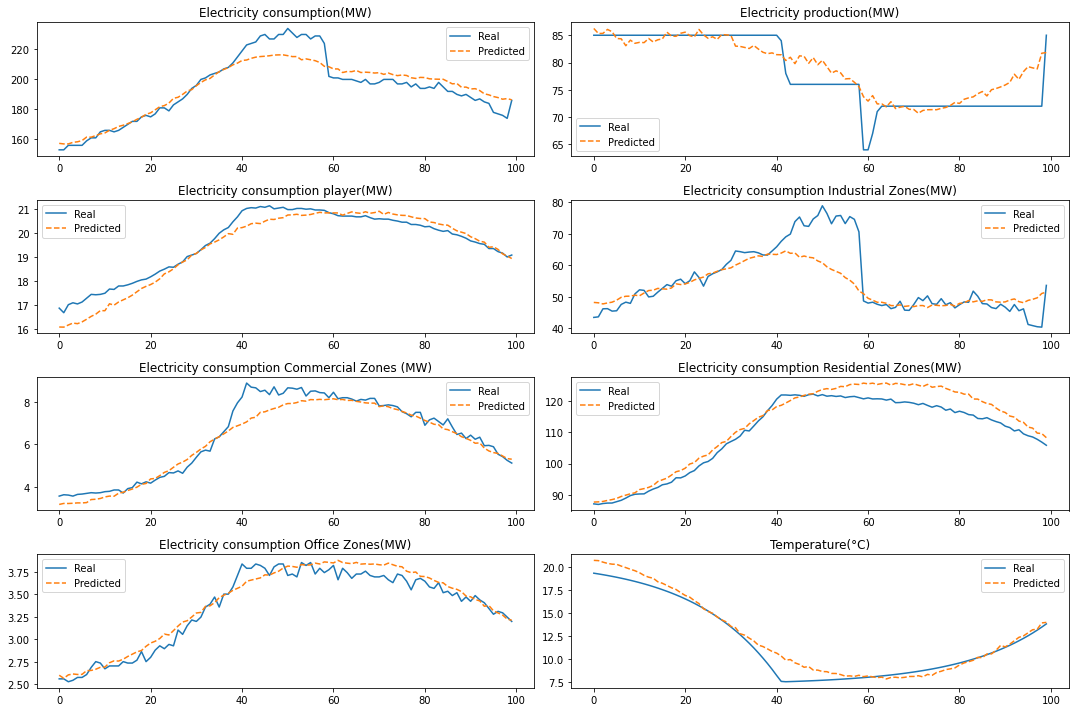 Electricity consumption(MW)
220
200
180
160
0 20 40 60 80 100
Real
Predicted
Electricity production(MW)
85
80
75
70
65
0 20 40 60 80 100
Real
Predicted
Electricity consumption player(MW)
21
20
19
18
17
16
0 20 40 60 80 100
Real
Predicted
Electricity consumption Industrial Zones(MW)
80
70
60
50
40
0 20 40 60 80 100
Real
Predicted
Electricity consumption Commercial Zones (MW)
8
6
4
0 20 40 60 80 100
Real
Predicted
Electricity consumption Residential Zones(MW)
120
110
100
90
0 20 40 60 80 100
Real
Predicted
Electricity consumption Office Zones(MW)
3.75
3.50
3.25
3.00
2.75
2.50
0 20 40 60 80 100
Real
Predicted
Temperature(°C)
20.0
17.5
15.0
12.5
10.0
7.5
0 20 40 60 80 100
Real
Predicted